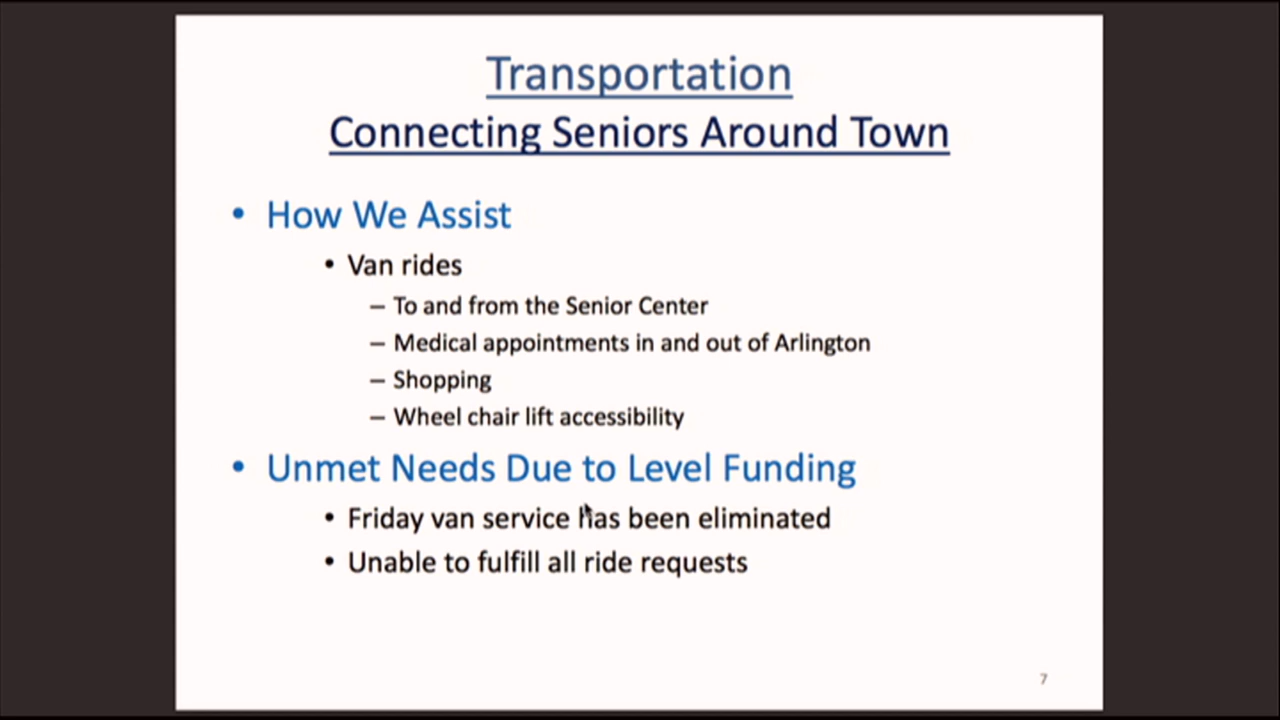 Transportation
Connecting Seniors Around Town
• How We Assist
• Van rides
– To and from the Senior Center
– Medical appointments in and out of Arlington
– Shopping
– Wheel chair lift accessibility
• Unmet Needs Due to Level Funding
• Friday van service has been eliminated
• Unable to fulfill all ride requests
7